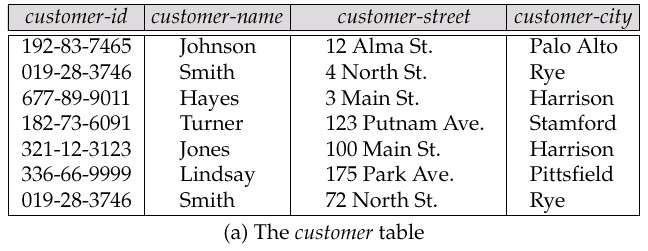 customer-id customer-name customer-street customer-city
192-83-7465 Johnson 12 Alma St. Palo Alto
019-28-3746 Smith 4 North St. Rye
677-89-9011 Hayes 3 Main St. Harrison
182-73-6091 Turner 123 Putnam Ave. Stamford
321-12-3123 Jones 100 Main St. Harrison
336-66-9999 Lindsay 175 Park Ave. Pittsfield
019-28-3746 Smith 72 North St. Rye
(a) The customer table